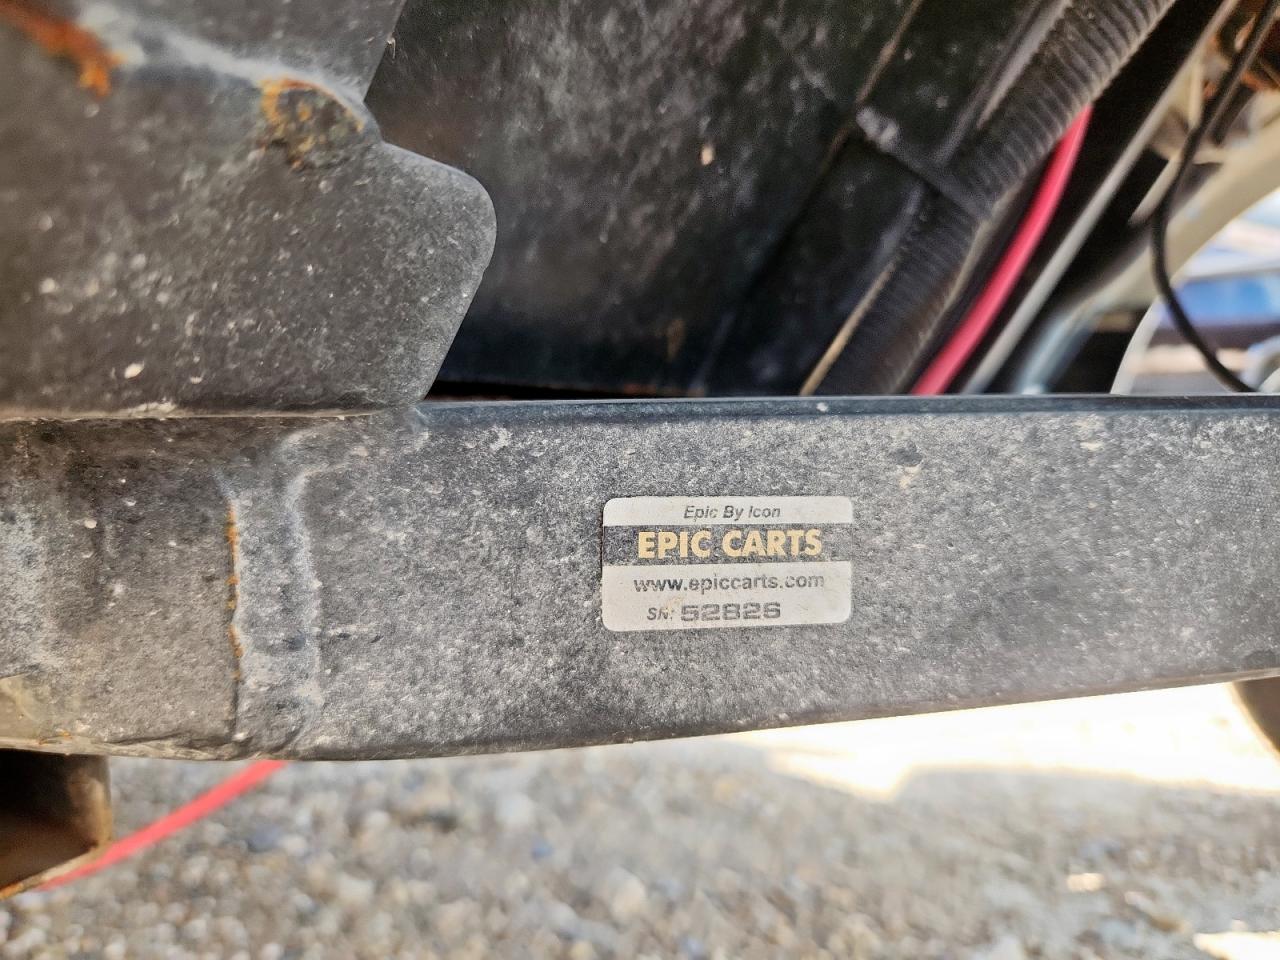 Epic By Icon
EPIC CARTS
www.epiccarts.com
SN: 52826